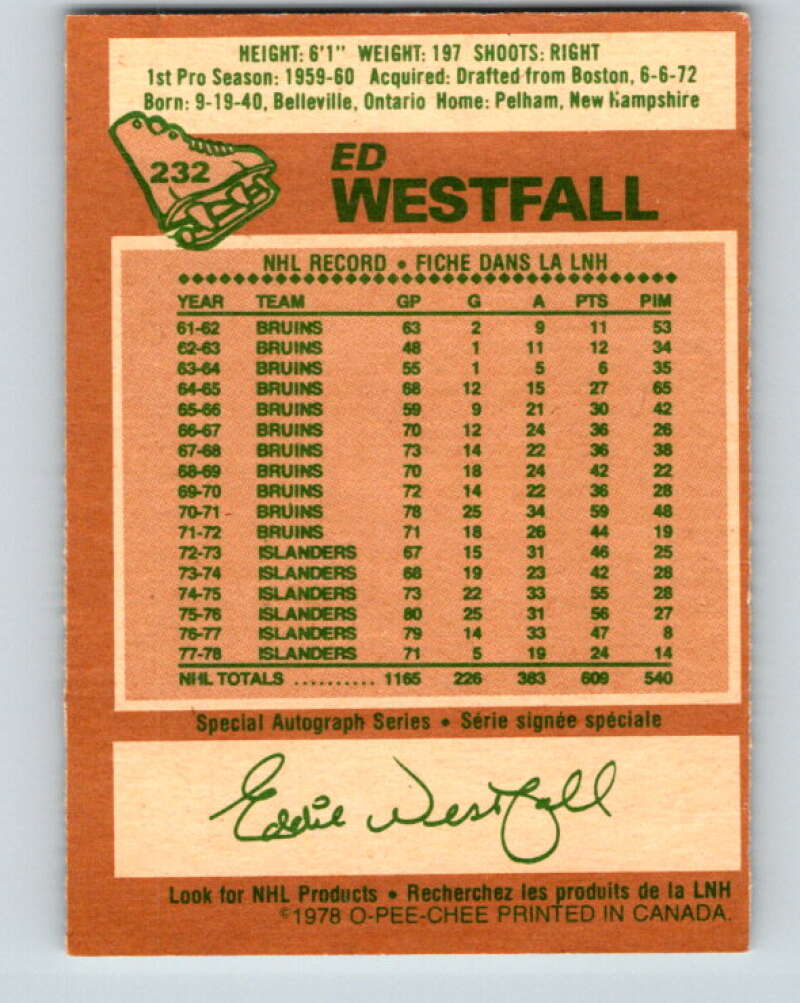 HEIGHT: 6'1" WEIGHT: 197 SHOOTS: RIGHT
1st Pro Season: 1959-60 Acquired: Drafted from Boston, 6-6-72
Born: 9-19-40, Belleville, Ontario Home: Pelham, New Hampshire
232
ED
WESTFALL
NHL RECORD • FICHE DANS LA LNH
YEAR TEAM GP G A PTS PIM
61-62 BRUINS 63 2 9 11 53
62-63 BRUINS 48 1 11 12 34
63-64 BRUINS 55 1 5 6 35
64-65 BRUINS 68 12 15 27 65
65-66 BRUINS 59 9 21 30 42
66-67 BRUINS 70 12 24 36 26
67-68 BRUINS 73 14 22 36 38
68-69 BRUINS 70 18 24 42 22
69-70 BRUINS 72 14 22 36 28
70-71 BRUINS 78 25 34 59 48
71-72 BRUINS 71 18 26 44 19
72-73 ISLANDERS 67 15 31 46 25
73-74 ISLANDERS 68 19 23 42 28
74-75 ISLANDERS 73 22 33 55 28
75-76 ISLANDERS 80 25 31 56 27
76-77 ISLANDERS 79 14 33 47 8
77-78 ISLANDERS 71 5 19 24 14
NHL TOTALS .......... 1165 226 383 609 540
Special Autograph Series • Série signée spéciale
Eddie Westfall
Look for NHL Products • Recherchez les produits de la LNH
©1978 O-PEE-CHEE PRINTED IN CANADA.